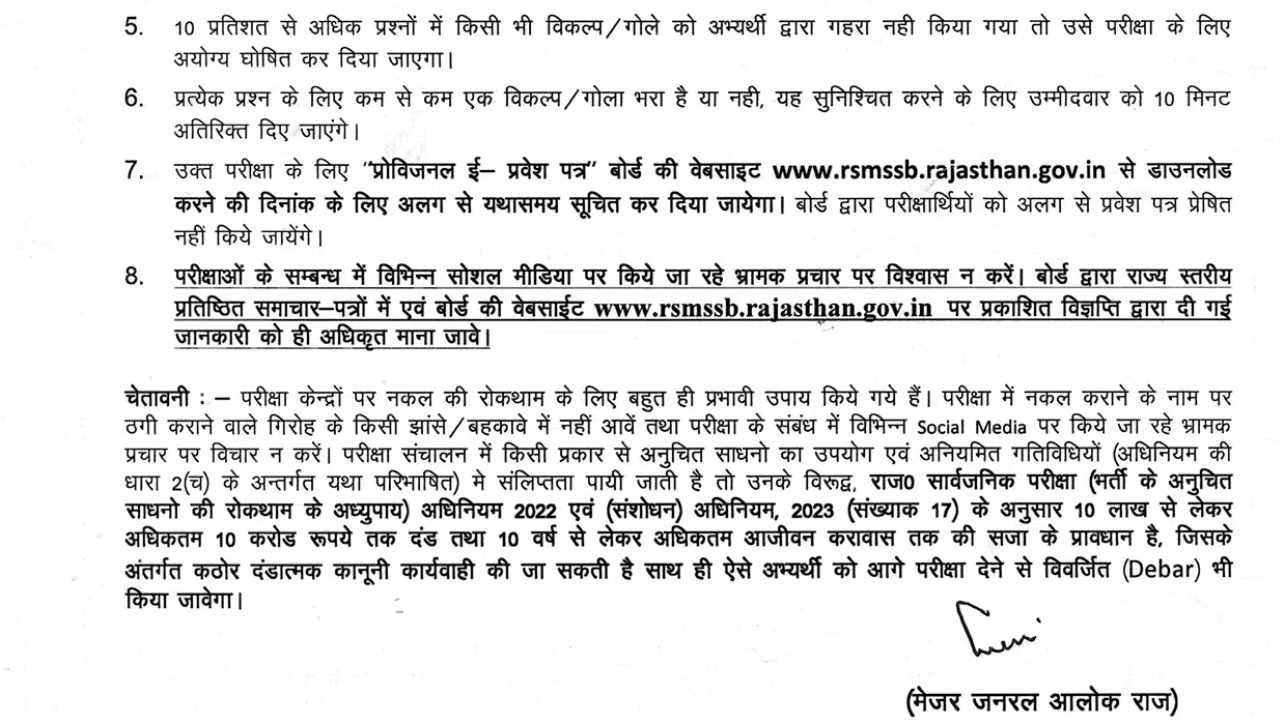 5. 10 प्रतिशत से अधिक प्रश्नों में किसी भी विकल्प/गोले को अभ्यर्थी द्वारा गहरा नही किया गया तो उसे परीक्षा के लिए
अयोग्य घोषित कर दिया जाएगा।
6. प्रत्येक प्रश्न के लिए कम से कम एक विकल्प/गोला भरा है या नही, यह सुनिश्चित करने के लिए उम्मीदवार को 10 मिनट
अतिरिक्त दिए जाएंगे।
7. उक्त परीक्षा के लिए "प्रोविजनल ई– प्रवेश पत्र" बोर्ड की वेबसाइट www.rsmssb.rajasthan.gov.in से डाउनलोड
करने की दिनांक के लिए अलग से यथासमय सूचित कर दिया जायेगा। बोर्ड द्वारा परीक्षार्थियों को अलग से प्रवेश पत्र प्रेषित
नहीं किये जायेंगे।
8. परीक्षाओं के सम्बन्ध में विभिन्न सोशल मीडिया पर किये जा रहे भ्रामक प्रचार पर विश्वास न करें। बोर्ड द्वारा राज्य स्तरीय
प्रतिष्ठित समाचार–पत्रों में एवं बोर्ड की वेबसाईट www.rsmssb.rajasthan.gov.in पर प्रकाशित विज्ञप्ति द्वारा दी गई
जानकारी को ही अधिकृत माना जावे।
चेतावनी : – परीक्षा केन्द्रों पर नकल की रोकथाम के लिए बहुत ही प्रभावी उपाय किये गये हैं। परीक्षा में नकल कराने के नाम पर
ठगी कराने वाले गिरोह के किसी झांसे/बहकावे में नहीं आवें तथा परीक्षा के संबंध में विभिन्न Social Media पर किये जा रहे भ्रामक
प्रचार पर विचार न करें। परीक्षा संचालन में किसी प्रकार से अनुचित साधनो का उपयोग एवं अनियमित गतिविधियों (अधिनियम की
धारा 2(च) के अन्तर्गत यथा परिभाषित) मे संलिप्तता पायी जाती है तो उनके विरूद्व, राज0 सार्वजनिक परीक्षा (भर्ती के अनुचित
साधनो की रोकथाम के अध्युपाय) अधिनियम 2022 एवं (संशोधन) अधिनियम, 2023 (संख्याक 17) के अनुसार 10 लाख से लेकर
अधिकतम 10 करोड रूपये तक दंड तथा 10 वर्ष से लेकर अधिकतम आजीवन करावास तक की सजा के प्रावधान है, जिसके
अंतर्गत कठोर दंडात्मक कानूनी कार्यवाही की जा सकती है साथ ही ऐसे अभ्यर्थी को आगे परीक्षा देने से विवर्जित (Debar) भी
किया जावेगा।
(मेजर जनरल आलोक राज)